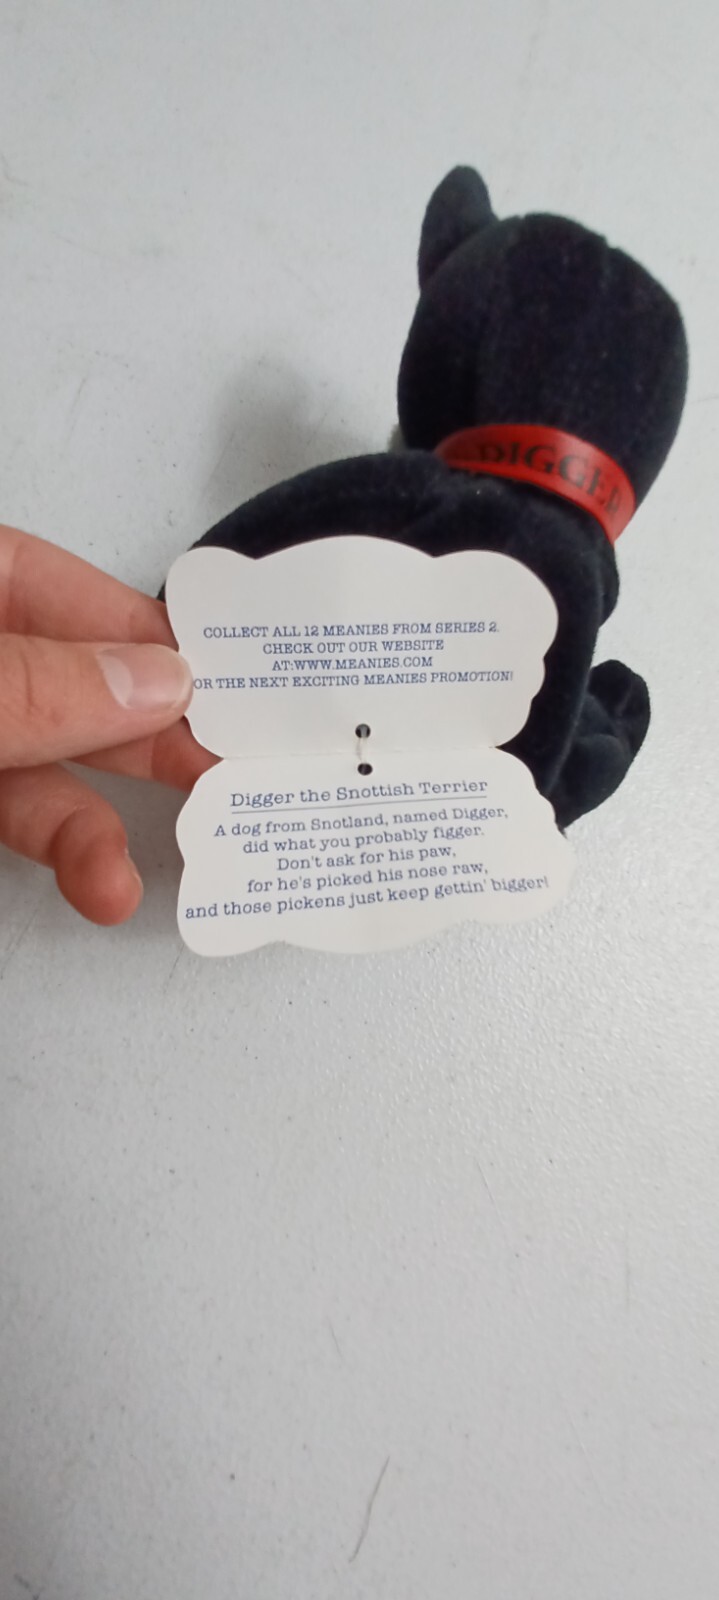 DIGGER
COLLECT ALL 12 MEANIES FROM SERIES 2.
CHECK OUT OUR WEBSITE
AT:WWW.MEANIES.COM
OR THE NEXT EXCITING MEANIES PROMOTION!
Digger the Snottish Terrier
A dog from Snotland, named Digger,
did what you probably figger.
Don't ask for his paw,
for he's picked his nose raw,
and those pickens just keep gettin' bigger!